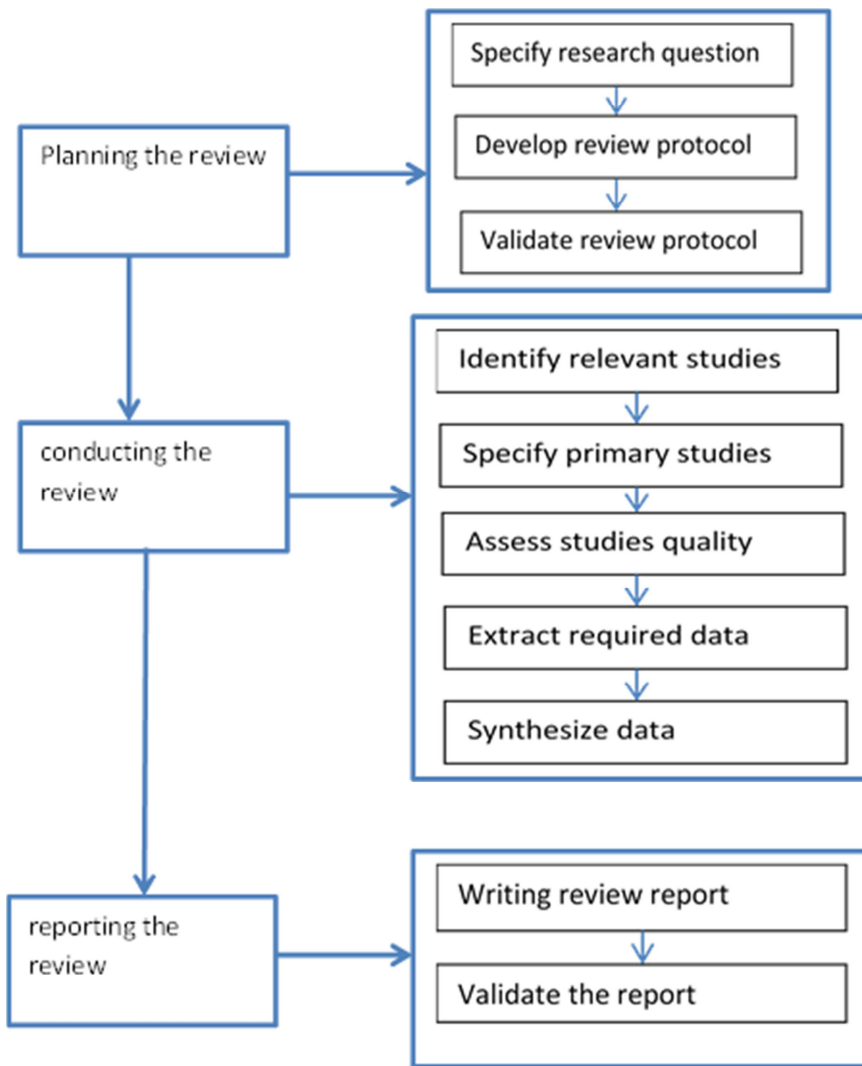 Planning the review
Specify research question
Develop review protocol
Validate review protocol
conducting the
review
Identify relevant studies
Specify primary studies
Assess studies quality
Extract required data
Synthesize data
reporting the
review
Writing review report
Validate the report